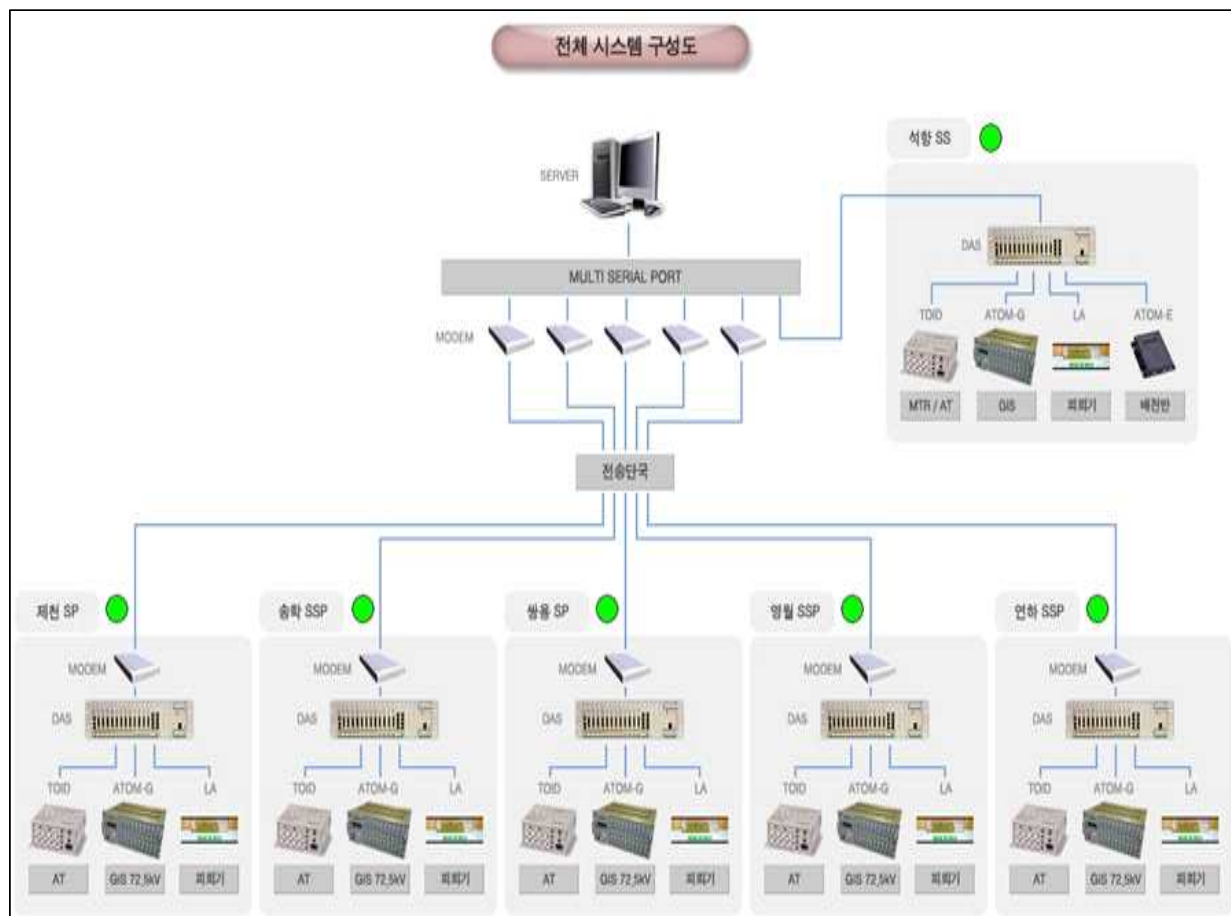 전체 시스템 구성도
석항 SS
SERVER
DAS
MULTI SERIAL PORT
TOID ATOM-G LA ATOM-E
MODEM
MTR / AT GIS 피뢰기 배전반
전송단국
제천 SP 송학 SSP 쌍용 SP 영월 SSP 연하 SSP
MODEM MODEM MODEM MODEM MODEM
DAS DAS DAS DAS DAS
TOID ATOM-G LA TOID ATOM-G LA TOID ATOM-G LA TOID ATOM-G LA TOID ATOM-G LA
AT GIS 72,5kV 피뢰기 AT GIS 72,5kV 피뢰기 AT GIS 72,5kV 피뢰기 AT GIS 72,5kV 피뢰기 AT GIS 72,5kV 피뢰기